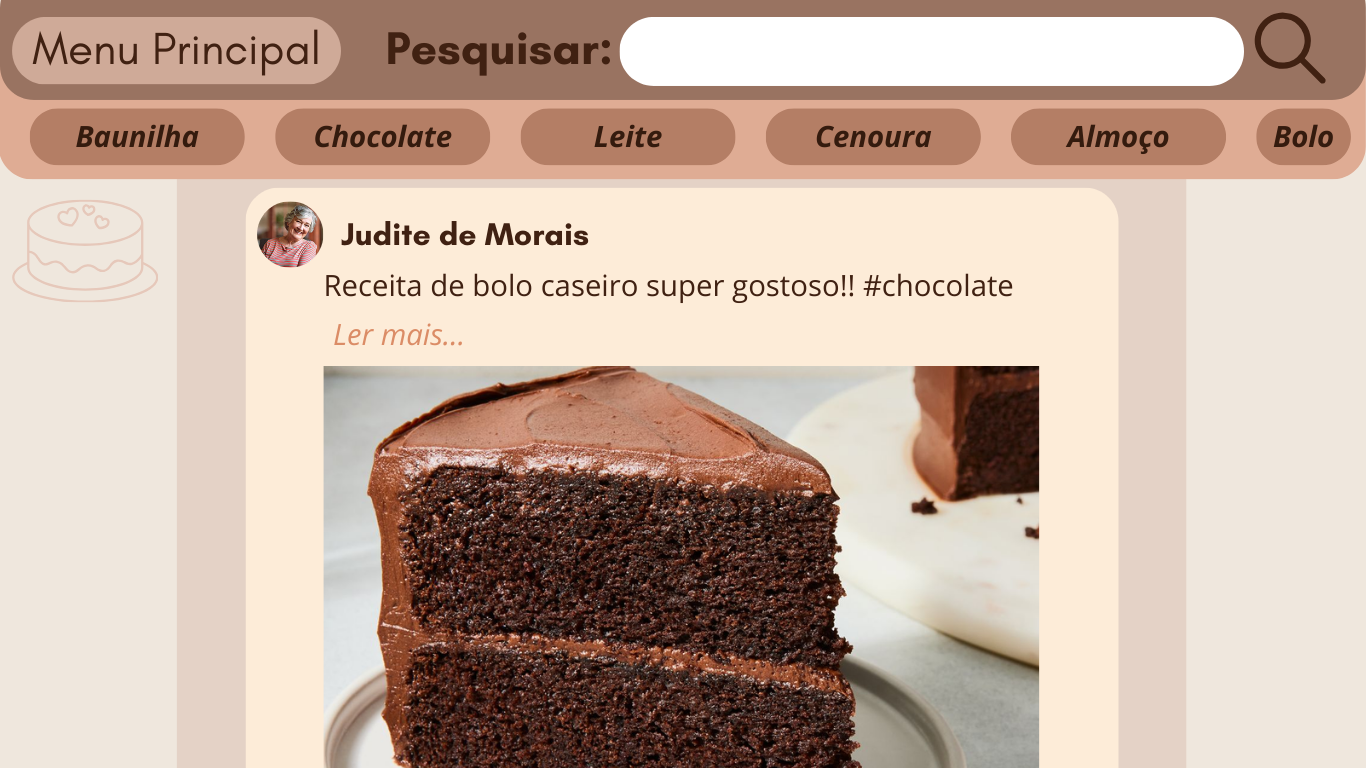 Menu Principal
Pesquisar:
Baunilha
Chocolate
Leite
Cenoura
Almoço
Bolo
Judite de Morais
Receita de bolo caseiro super gostoso!! #chocolate
Ler mais...